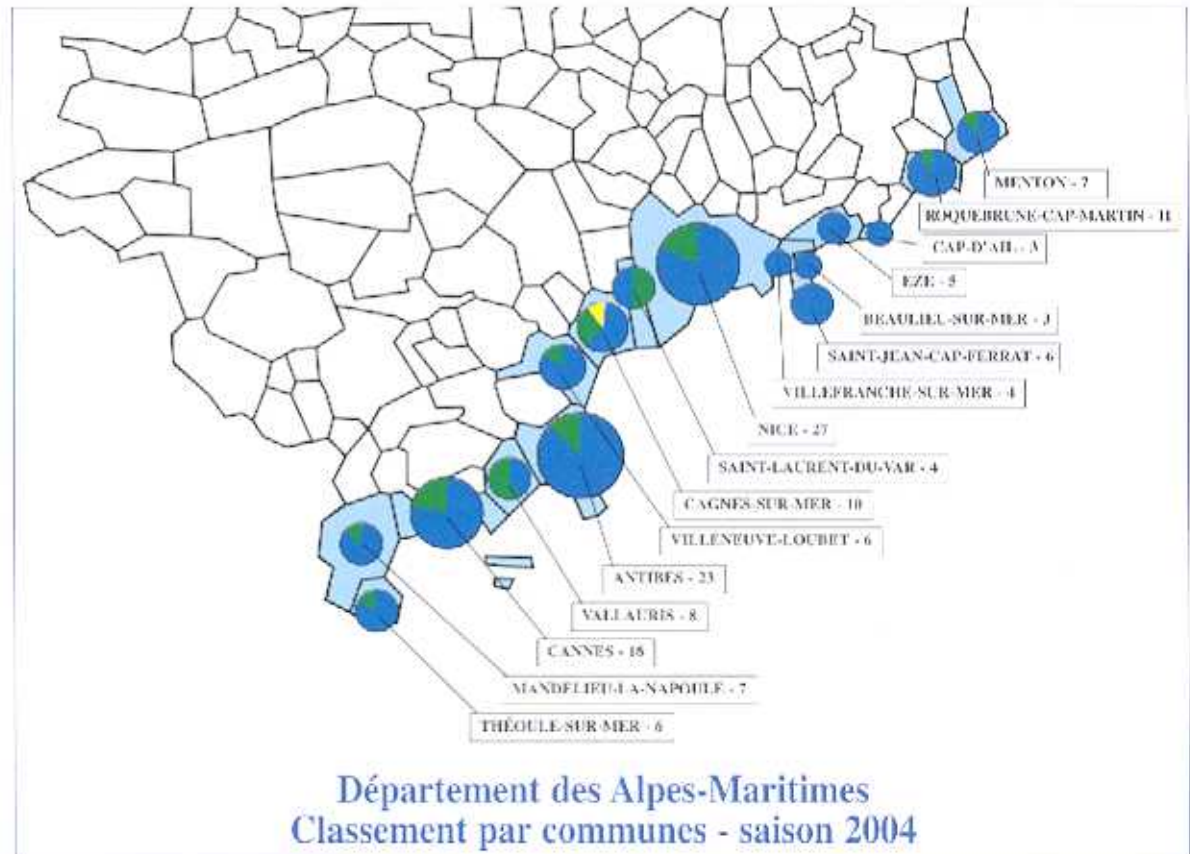 MENTON - 7
ROQUEBRUNE-CAP-MARTIN - 11
CAP-D'AIL - 3
EZE - 5
BEAULIEU-SUR-MER - 3
SAINT-JEAN-CAP-FERRAT - 6
VILLEFRANCHE-SUR-MER - 4
NICE - 27
SAINT-LAURENT-DU-VAR - 4
CAGNES-SUR-MER - 10
VILLENEUVE-LOUBET - 6
ANTIBES - 23
VALLAURIS - 8
CANNES - 18
MANDELIEU-LA-NAPOULE - 7
THÉOULE-SUR-MER - 6
Département des Alpes-Maritimes
Classement par communes - saison 2004